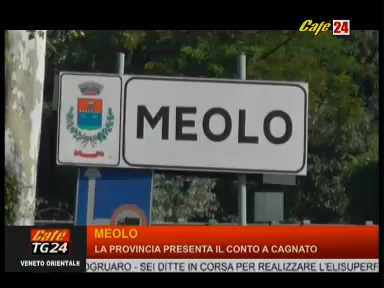 Cafe 24
MEOLO
Cafe
TG24
VENETO ORIENTALE
MEOLO
LA PROVINCIA PRESENTA IL CONTO A CAGNATO
OGRUARO - SEI DITTE IN CORSA PER REALIZZARE L'ELISUPERF